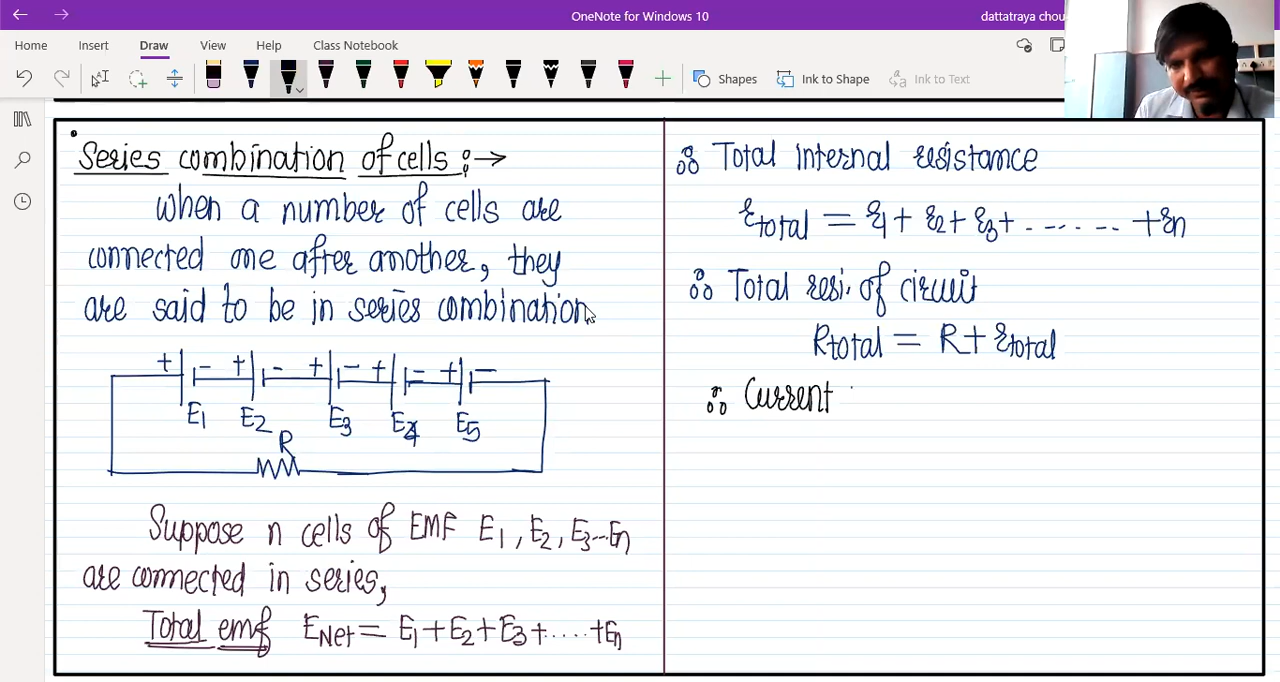 OneNote for Windows 10
dattatraya chou
Home Insert Draw View Help Class Notebook
Shapes Ink to Shape Ink to Text
Series combination of cells :→
When a number of cells are
connected one after another, they
are said to be in series combination
+ - + - + - + - + -
E1 E2 E3 E4 E5
R
Suppose n cells of EMF E1, E2, E3--En
are connected in series,
Total emf ENet = E1+E2+E3+.....+En
∴ Total internal resistance
rtotal = r1 + r2 + r3 + ......... + rn
∴ Total resi. of circuit
Rtotal = R + rtotal
∴ Current